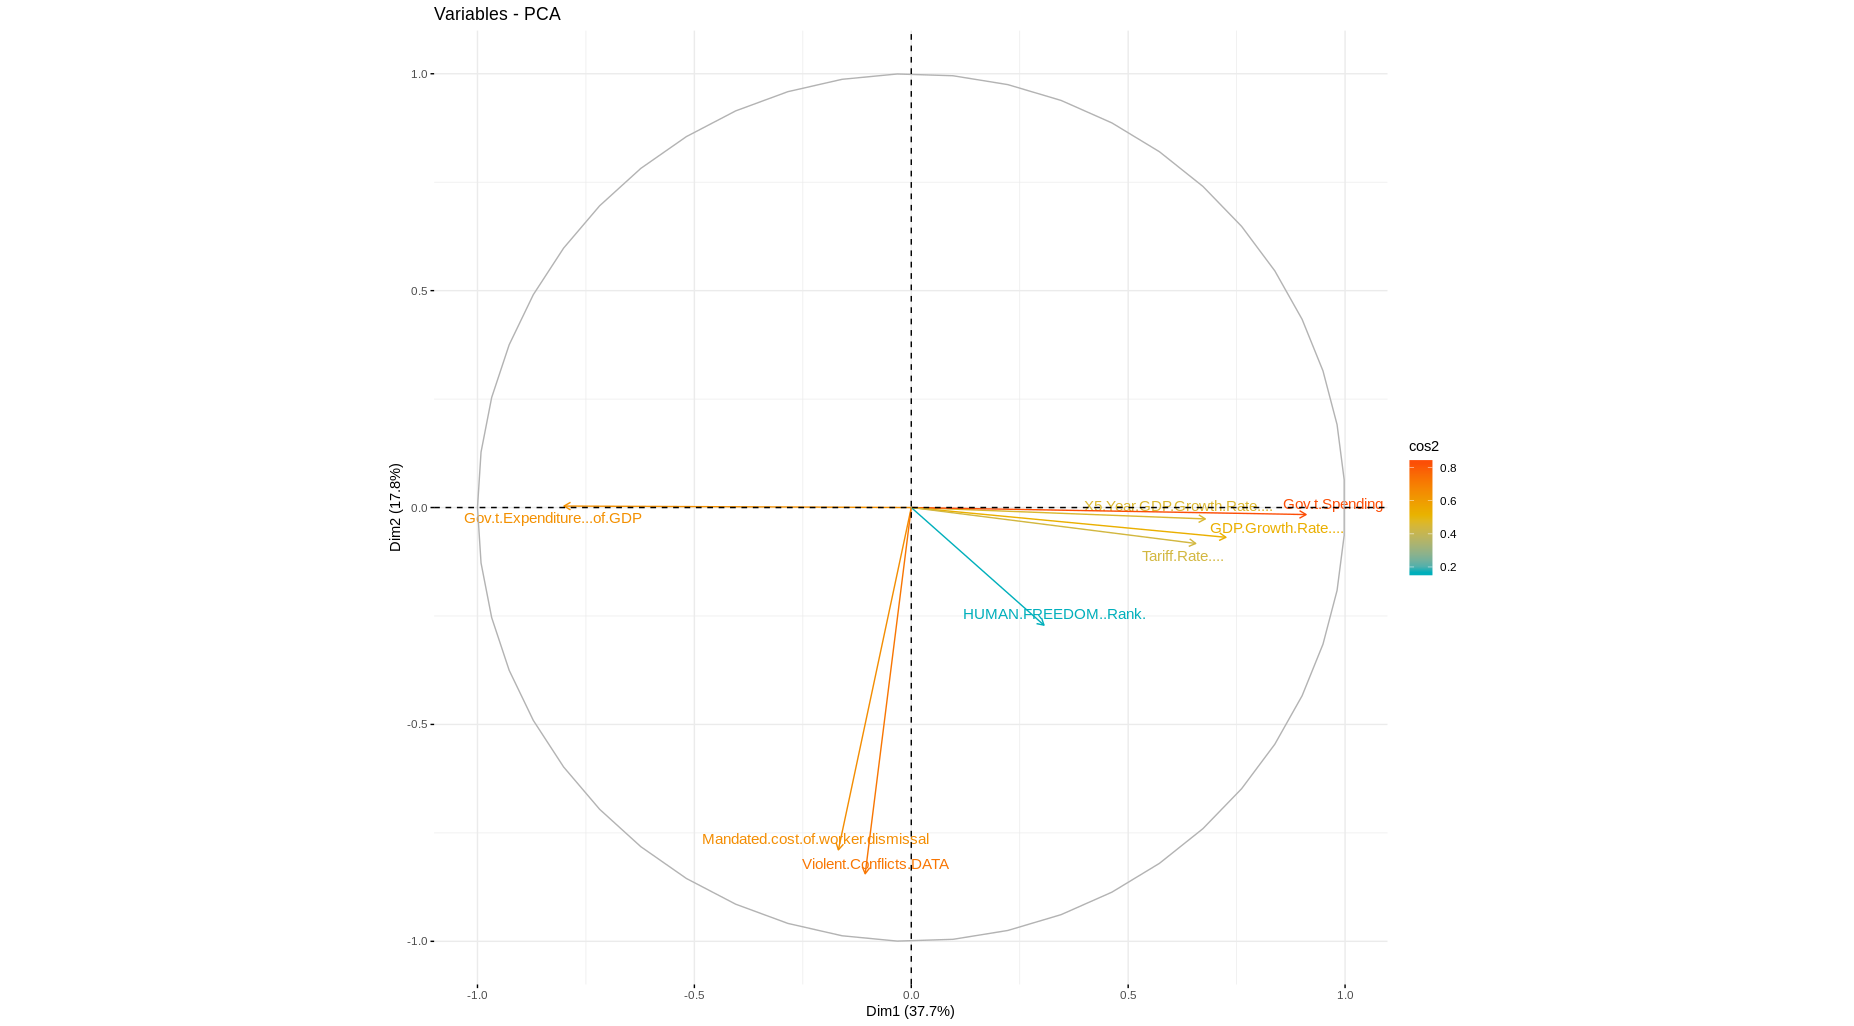 Variables - PCA
1.0
0.5
0.0
-0.5
-1.0
Dim2 (17.8%)
X5.Year.GDP.Growth.Rate....
Gov.t.Spending
Gov.t.Expenditure...of.GDP
GDP.Growth.Rate....
Tariff.Rate....
HUMAN.FREEDOM..Rank.
Mandated.cost.of.worker.dismissal
Violent.Conflicts.DATA
-1.0
-0.5
0.0
0.5
1.0
Dim1 (37.7%)
cos2
0.8
0.6
0.4
0.2